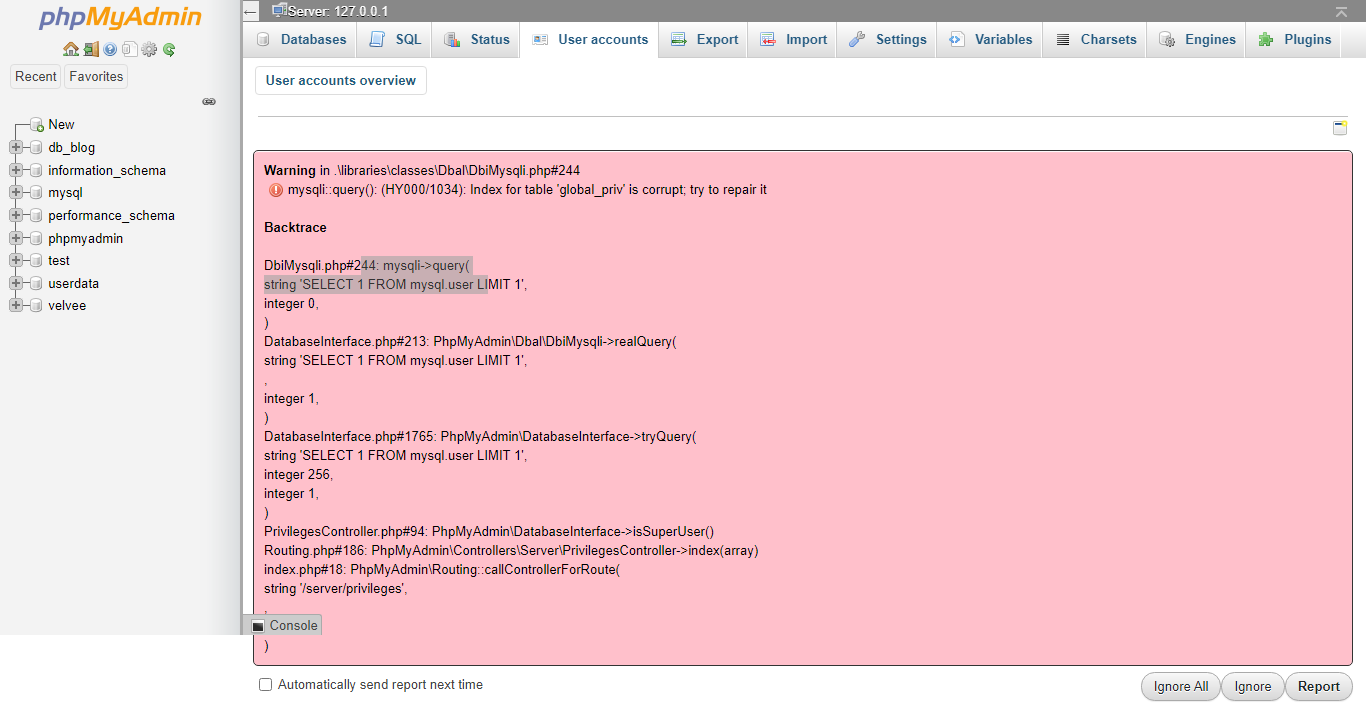 phpMyAdmin
Recent
Favorites
New
db_blog
information_schema
mysql
performance_schema
phpmyadmin
test
userdata
velvee
Server: 127.0.0.1
Databases
SQL
Status
User accounts
Export
Import
Settings
Variables
Charsets
Engines
Plugins
User accounts overview
Warning in .\libraries\classes\Dbal\DbiMysqli.php#244
mysqli::query(): (HY000/1034): Index for table 'global_priv' is corrupt; try to repair it
Backtrace
DbiMysqli.php#244: mysqli->query(
string 'SELECT 1 FROM mysql.user LIMIT 1',
integer 0,
)
DatabaseInterface.php#213: PhpMyAdmin\Dbal\DbiMysqli->realQuery(
string 'SELECT 1 FROM mysql.user LIMIT 1',
,
integer 1,
)
DatabaseInterface.php#1765: PhpMyAdmin\DatabaseInterface->tryQuery(
string 'SELECT 1 FROM mysql.user LIMIT 1',
integer 256,
integer 1,
)
PrivilegesController.php#94: PhpMyAdmin\DatabaseInterface->isSuperUser()
Routing.php#186: PhpMyAdmin\Controllers\Server\PrivilegesController->index(array)
index.php#18: PhpMyAdmin\Routing::callControllerForRoute(
string '/server/privileges',
,
Console
)
Automatically send report next time
Ignore All
Ignore
Report